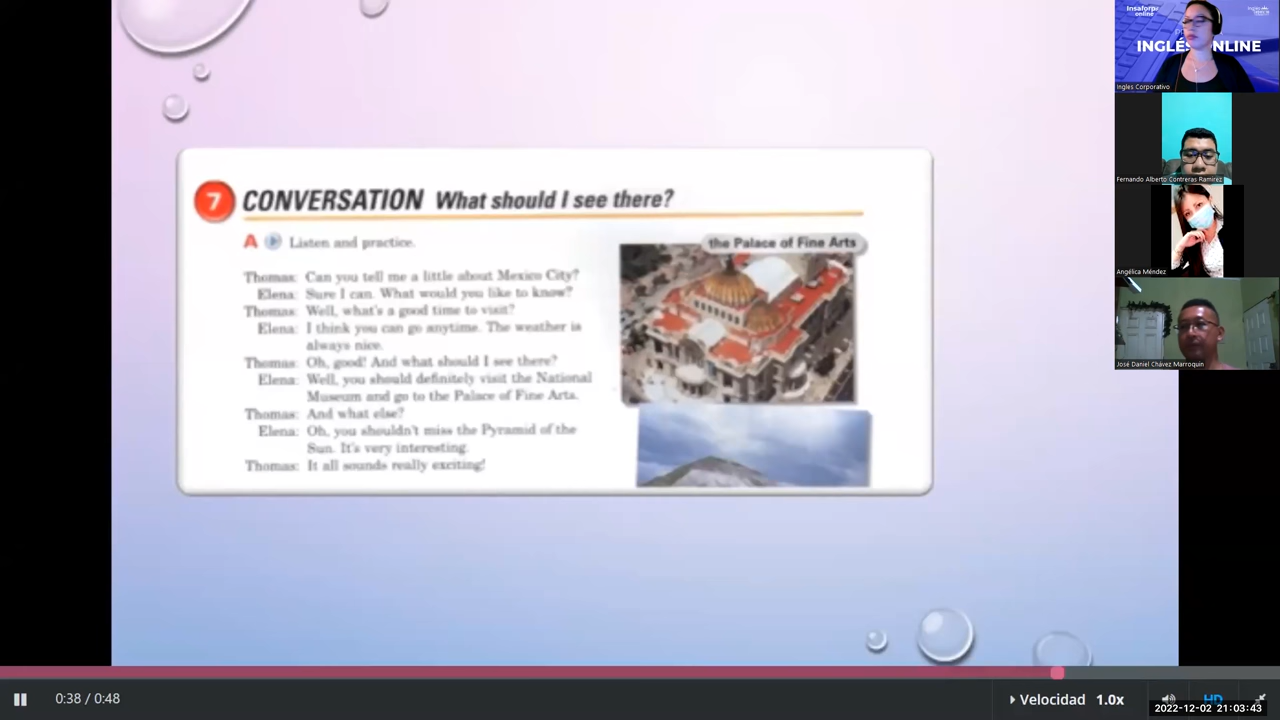 7 CONVERSATION What should I see there?
A Listen and practice.
the Palace of Fine Arts
Thomas: Can you tell me a little about Mexico City?
Elena: Sure I can. What would you like to know?
Thomas: Well, what's a good time to visit?
Elena: I think you can go anytime. The weather is
always nice.
Thomas: Oh, good! And what should I see there?
Elena: Well, you should definitely visit the National
Museum and go to the Palace of Fine Arts.
Thomas: And what else?
Elena: Oh, you shouldn't miss the Pyramid of the
Sun. It's very interesting.
Thomas: It all sounds really exciting!
Insaforp
online
INGLÉS ONLINE
Ingles Corporativo
Fernando Alberto Contreras Ramirez
Angélica Méndez
José Daniel Chávez Marroquin
0:38 / 0:48
Velocidad 1.0x
HD
2022-12-02 21:03:43